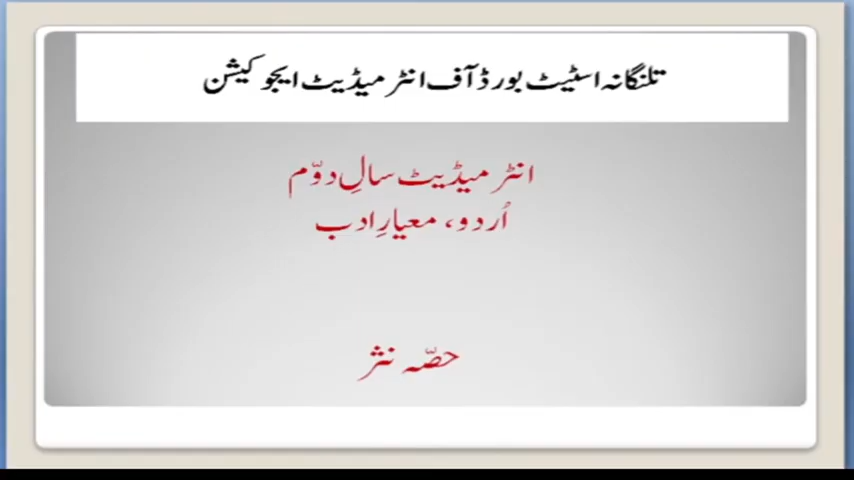 تلنگانہ اسٹیٹ بورڈ آف انٹر میڈیٹ ایجوکیشن
انٹر میڈیٹ سالِ دوّم
اُردو، معیارِ ادب
حصّہ نثر